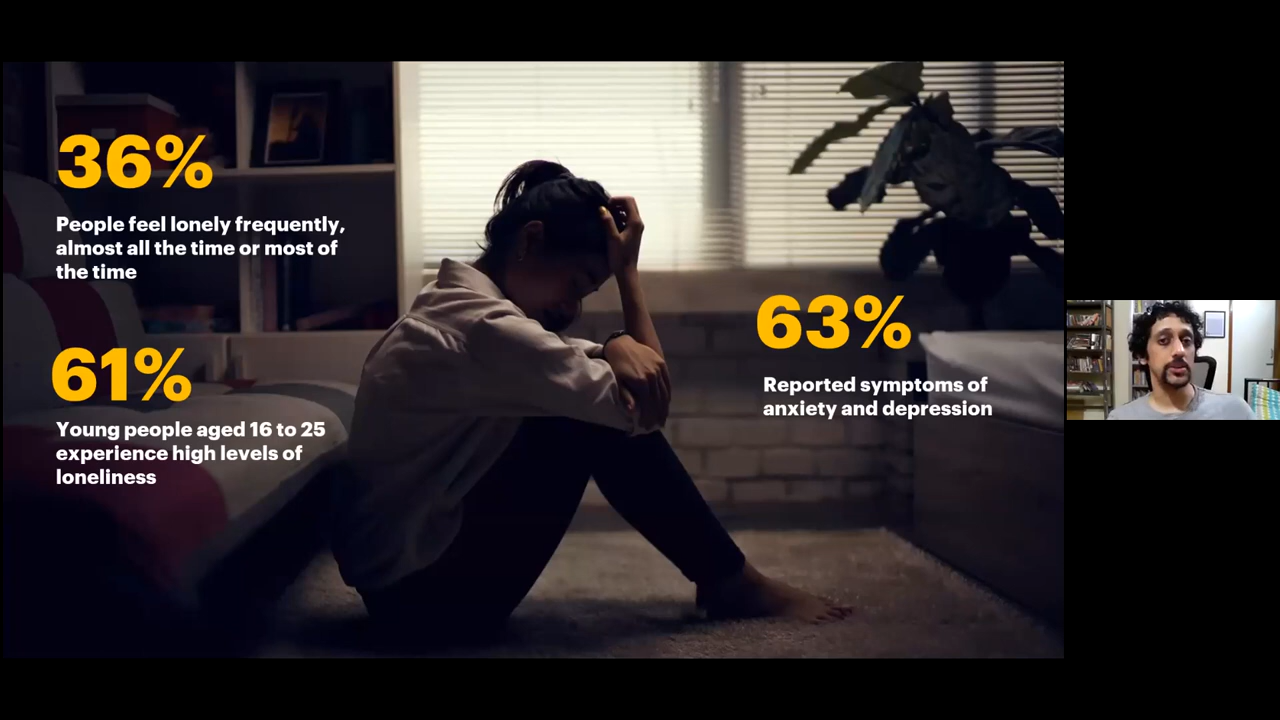 36%
People feel lonely frequently,
almost all the time or most of
the time
61%
Young people aged 16 to 25
experience high levels of
loneliness
63%
Reported symptoms of
anxiety and depression